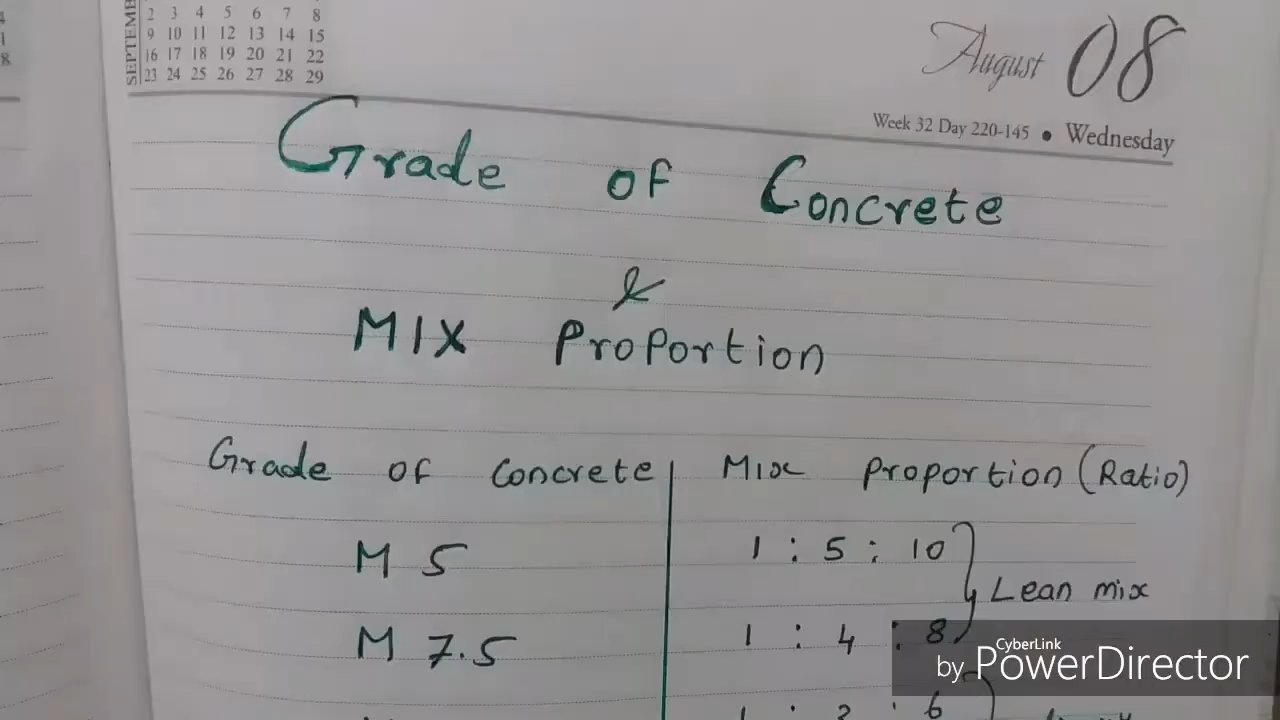 SEPTEMB
2 3 4 5 6 7 8
9 10 11 12 13 14 15
16 17 18 19 20 21 22
23 24 25 26 27 28 29
August 08
Week 32 Day 220-145 • Wednesday
Grade of Concrete
&
MIX Proportion
Grade of concrete Mix proportion (Ratio)
M 5 1 : 5 : 10
Lean mix
M 7.5 1 : 4 : 8
CyberLink
by PowerDirector
6